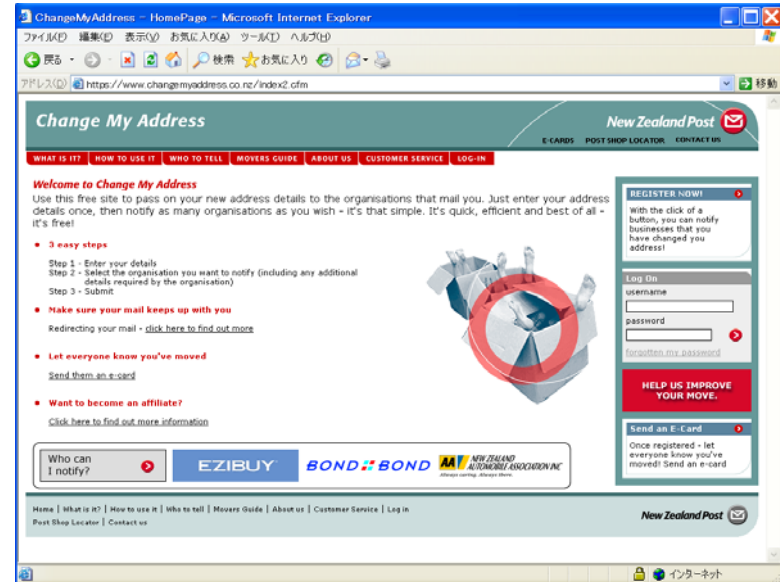 ChangeMyAddress - HomePage - Microsoft Internet Explorer
ファイル(F) 編集(E) 表示(V) お気に入り(A) ツール(T) ヘルプ(H)
戻る 検索 お気に入り
アドレス(D) https://www.changemyaddress.co.nz/index2.cfm 移動
Change My Address
New Zealand Post
E-CARDS POST SHOP LOCATOR CONTACT US
WHAT IS IT? HOW TO USE IT WHO TO TELL MOVERS GUIDE ABOUT US CUSTOMER SERVICE LOG-IN
Welcome to Change My Address
Use this free site to pass on your new address details to the organisations that mail you. Just enter your address
details once, then notify as many organisations as you wish - it's that simple. It's quick, efficient and best of all -
it's free!
3 easy steps
Step 1 - Enter your details
Step 2 - Select the organisation you want to notify (including any additional
details required by the organisation)
Step 3 - Submit
Make sure your mail keeps up with you
Redirecting your mail - click here to find out more
Let everyone know you've moved
Send them an e-card
Want to become an affiliate?
Click here to find out more information
REGISTER NOW!
With the click of a
button, you can notify
businesses that you
have changed you
address!
Log On
username
password
forgotten my password
HELP US IMPROVE
YOUR MOVE.
Send an E-Card
Once registered - let
everyone know you've
moved! Send an e-card
Who can
I notify?
EZIBUY
BOND BOND
AA NEW ZEALAND
AUTOMOBILE ASSOCIATION INC
Always caring. Always there.
Home | What is it? | How to use it | Who to tell | Movers Guide | About us | Customer Service | Log in
Post Shop Locator | Contact us
New Zealand Post
インターネット